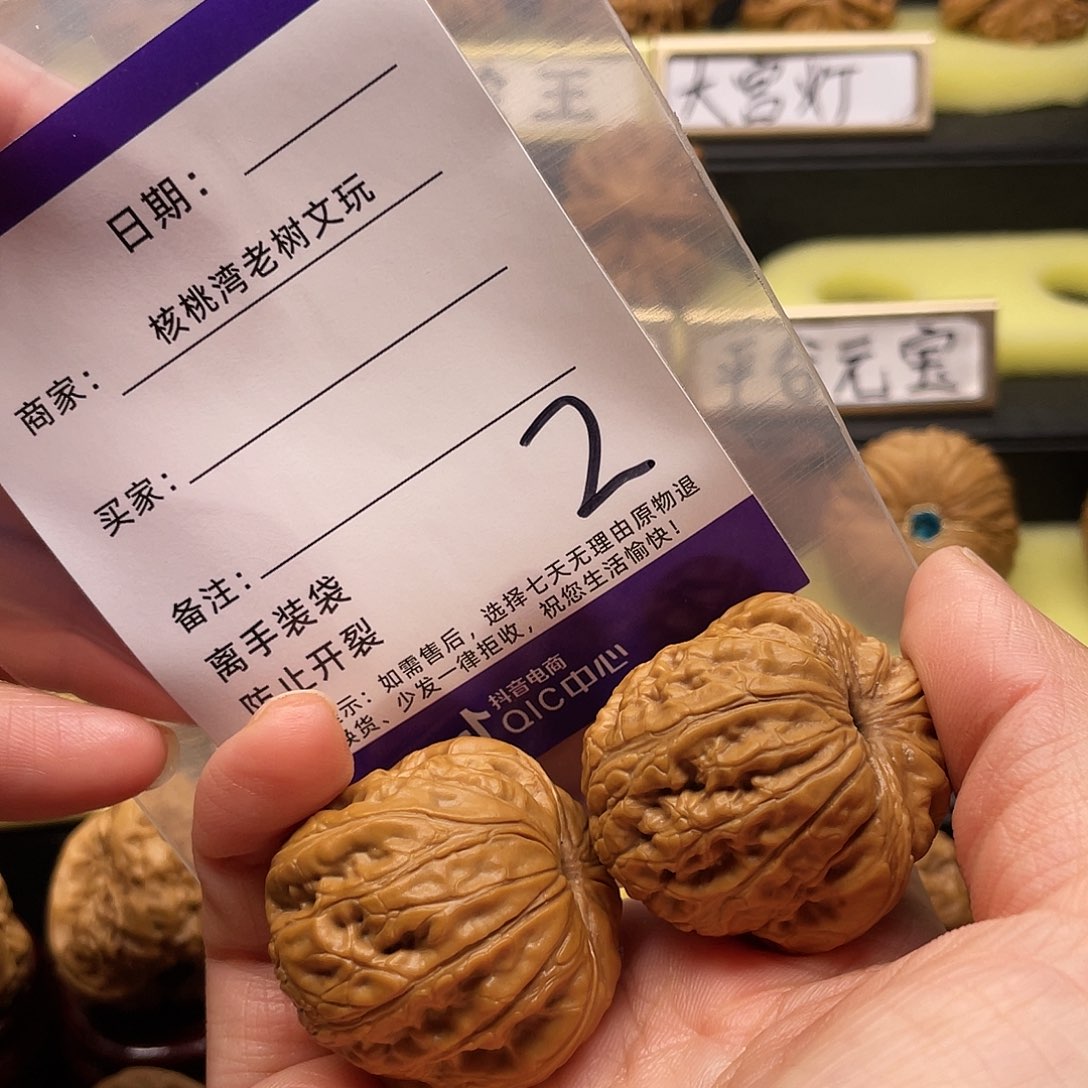 日期：
核桃湾老树文玩
商家：
买家：
2
备注：
离手装袋
防止开裂
示：如需售后，选择七天无理由原物退
换货、少发一律拒收，祝您生活愉快！
抖音电商
QIC中心
王
大宫灯
平台元宝